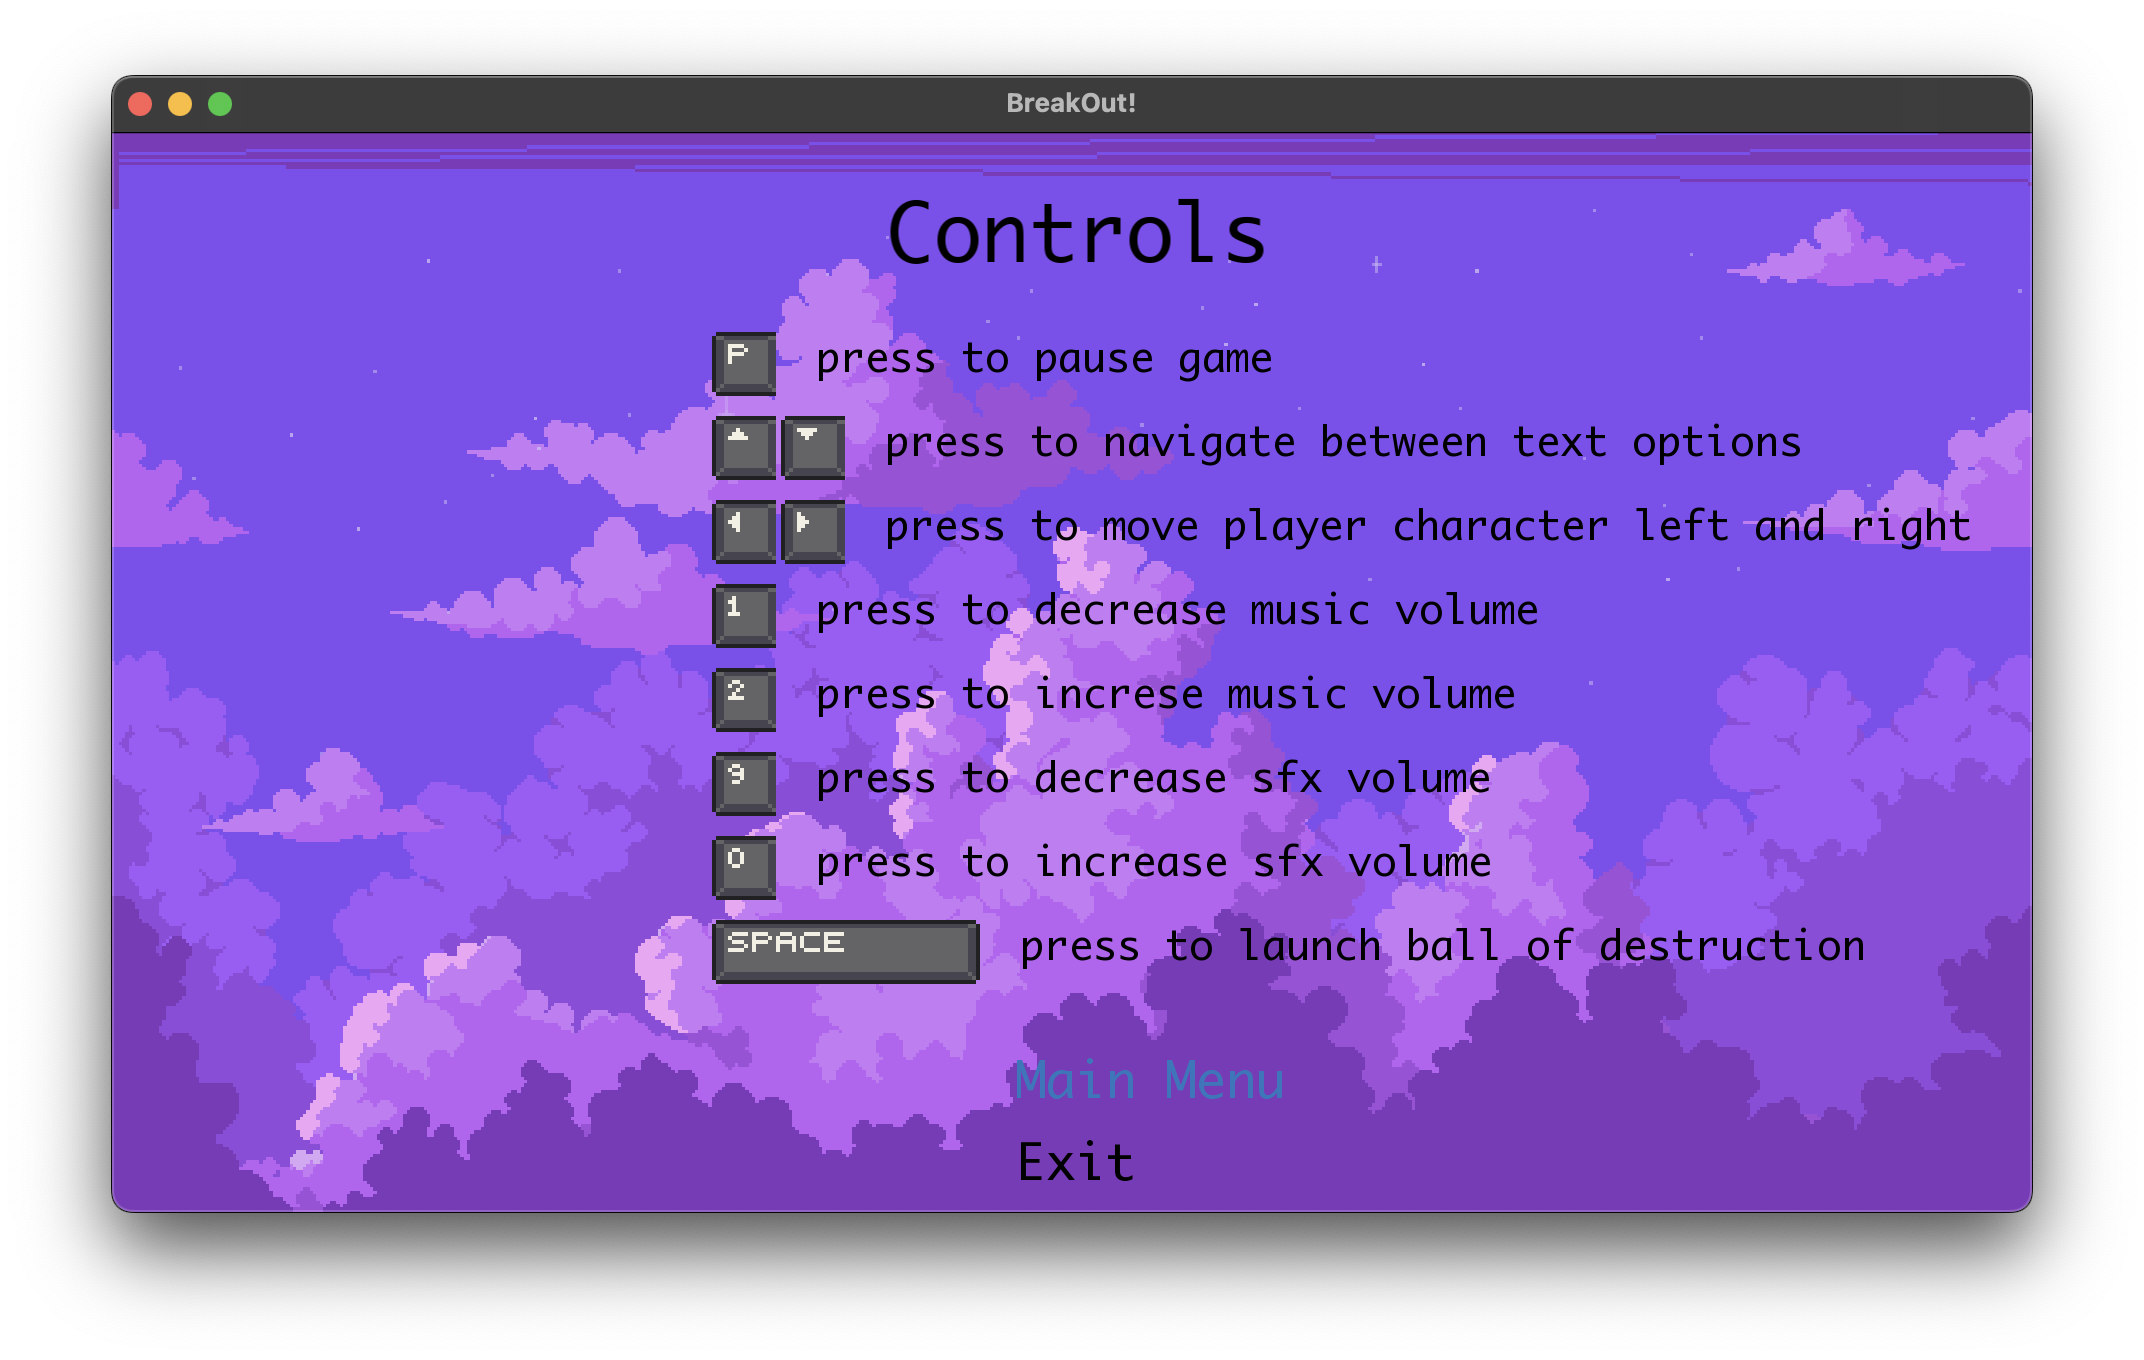 BreakOut!
Controls
P press to pause game
press to navigate between text options
press to move player character left and right
1 press to decrease music volume
2 press to increse music volume
9 press to decrease sfx volume
0 press to increase sfx volume
SPACE press to launch ball of destruction
Main Menu
Exit